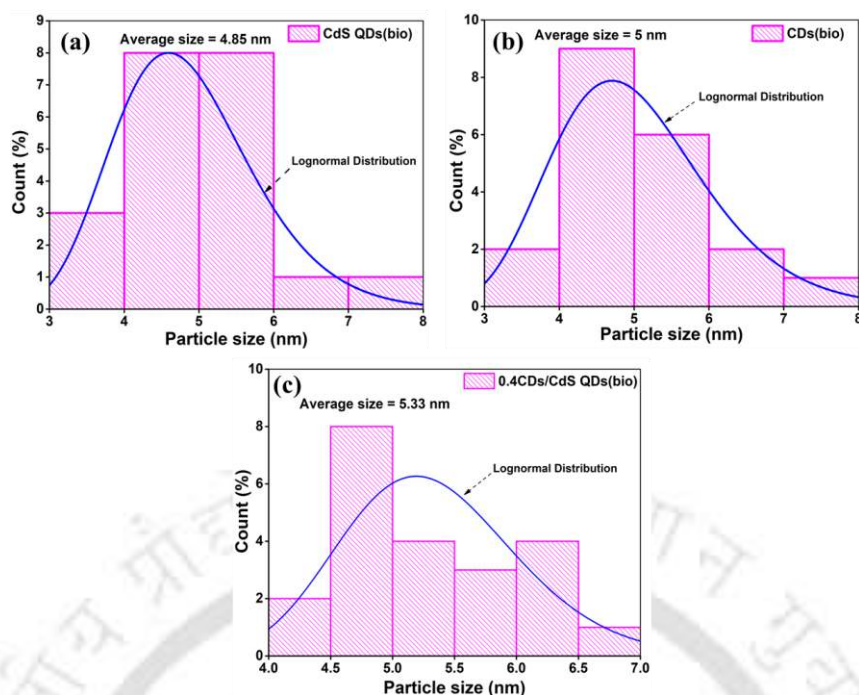 (a)
Average size = 4.85 nm
CdS QDs(bio)
Lognormal Distribution
Count (%)
9
8
7
6
5
4
3
2
1
0
3 4 5 6 7 8
Particle size (nm)
(b)
Average size = 5 nm
CDs(bio)
Lognormal Distribution
Count (%)
10
8
6
4
2
0
3 4 5 6 7 8
Particle size (nm)
(c)
0.4CDs/CdS QDs(bio)
Average size = 5.33 nm
Lognormal Distribution
Count (%)
10
8
6
4
2
0
4.0 4.5 5.0 5.5 6.0 6.5 7.0
Particle size (nm)